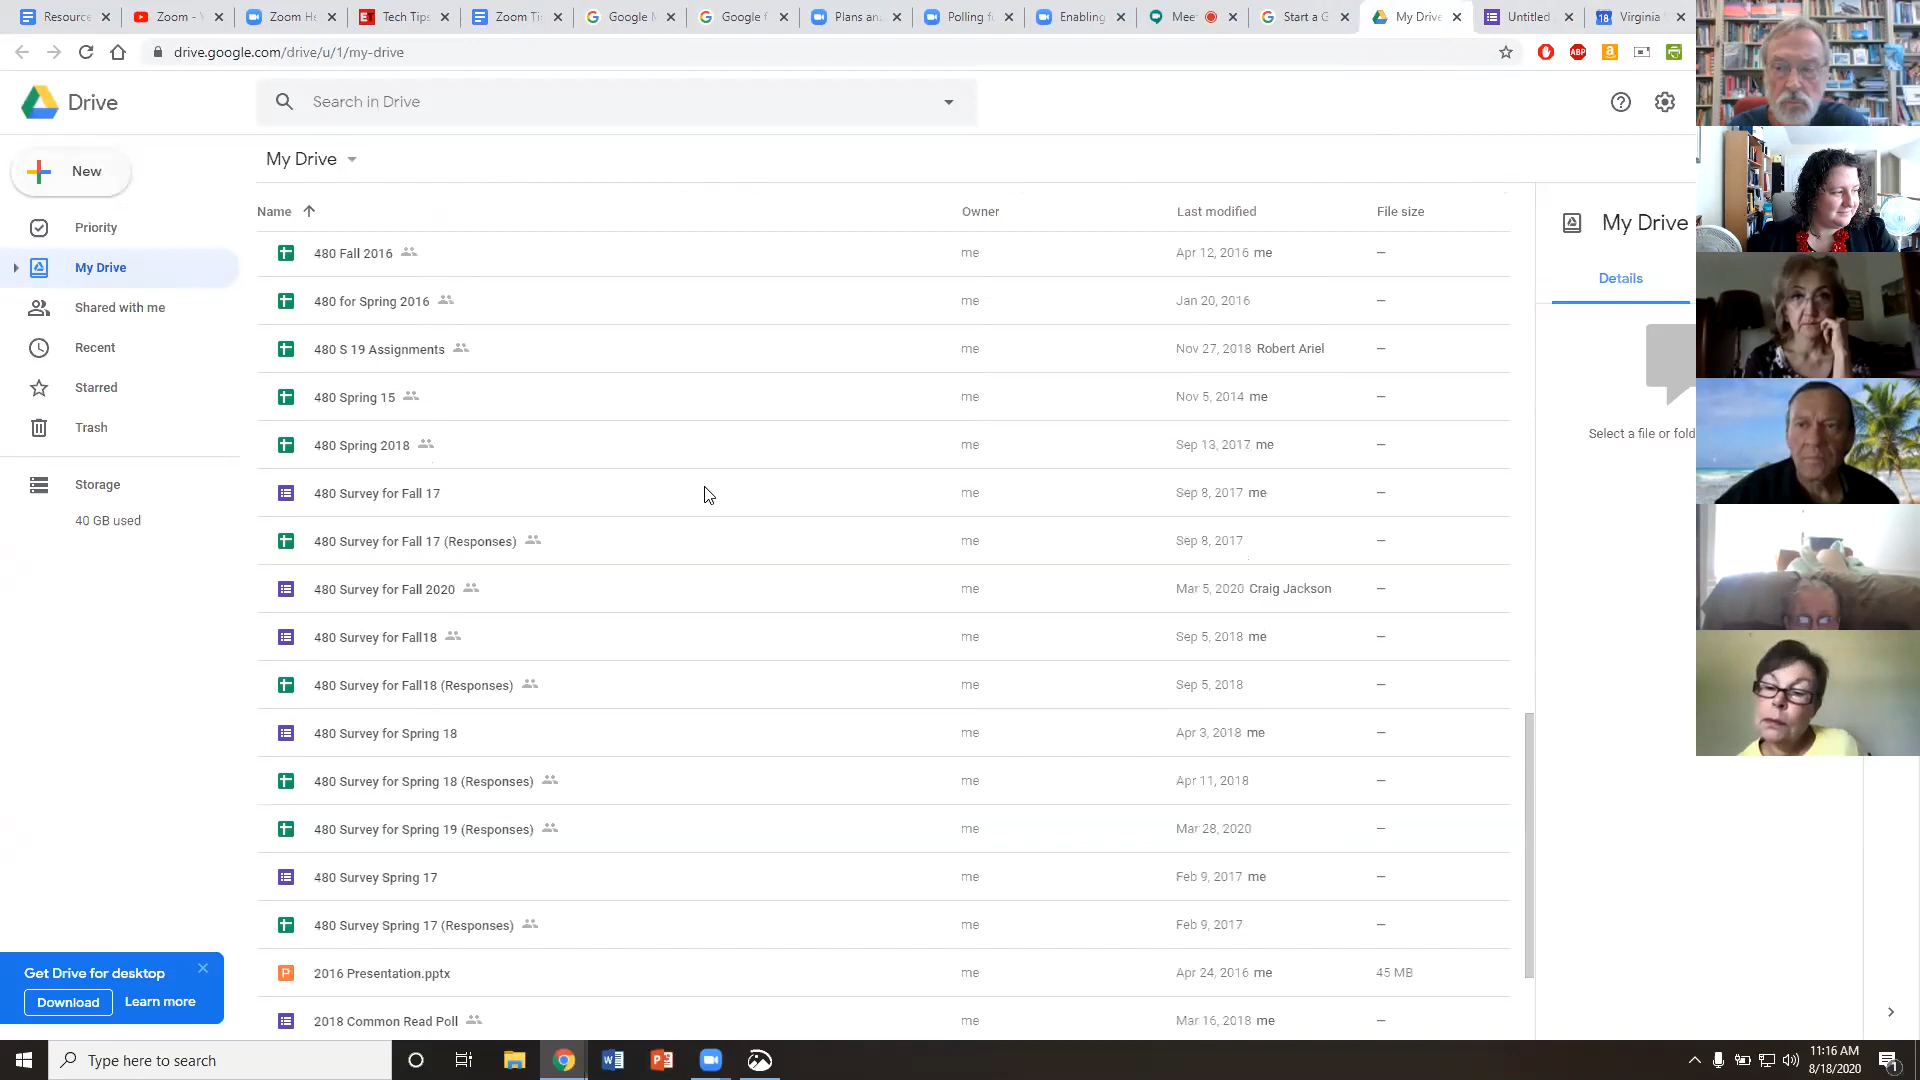 Resource
Zoom -
Zoom He
Tech Tips
Zoom Ti
Google M
Google f
Plans an
Polling f
Enabling
Mee
Start a G
My Driv
Untitled
Virginia
drive.google.com/drive/u/1/my-drive
Drive
Search in Drive
New
My Drive
Priority
My Drive
Shared with me
Recent
Starred
Trash
Storage
40 GB used
Name Owner Last modified File size
480 Fall 2016 me Apr 12, 2016 me –
480 for Spring 2016 me Jan 20, 2016 –
480 S 19 Assignments me Nov 27, 2018 Robert Ariel –
480 Spring 15 me Nov 5, 2014 me –
480 Spring 2018 me Sep 13, 2017 me –
480 Survey for Fall 17 me Sep 8, 2017 me –
480 Survey for Fall 17 (Responses) me Sep 8, 2017 –
480 Survey for Fall 2020 me Mar 5, 2020 Craig Jackson –
480 Survey for Fall18 me Sep 5, 2018 me –
480 Survey for Fall18 (Responses) me Sep 5, 2018 –
480 Survey for Spring 18 me Apr 3, 2018 me –
480 Survey for Spring 18 (Responses) me Apr 11, 2018 –
480 Survey for Spring 19 (Responses) me Mar 28, 2020 –
480 Survey Spring 17 me Feb 9, 2017 me –
480 Survey Spring 17 (Responses) me Feb 9, 2017 –
2016 Presentation.pptx me Apr 24, 2016 me 45 MB
2018 Common Read Poll me Mar 16, 2018 me –
My Drive
Details
Select a file or fold
Get Drive for desktop
Download Learn more
Type here to search
11:16 AM
8/18/2020